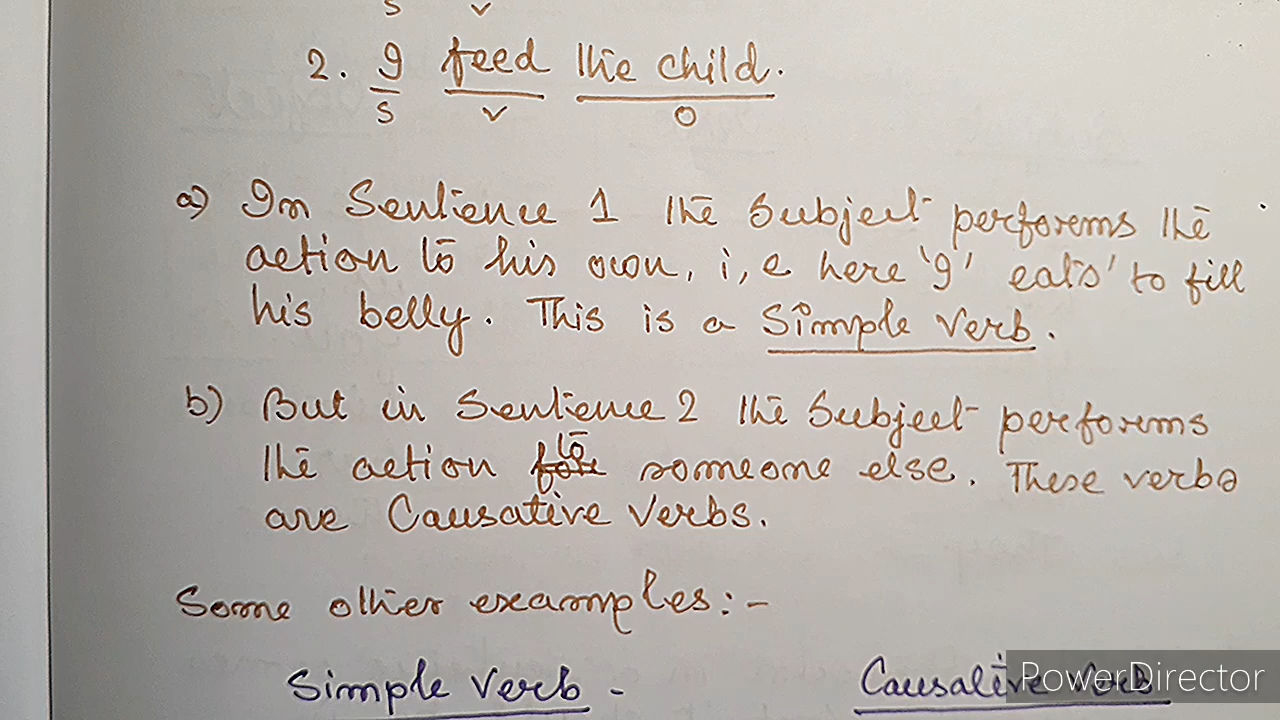 S V
2. I feed the child.
S V O
a) In Sentence 1 the Subject performs the
action to his own, i, e here 'I' eats' to fill
his belly. This is a Simple Verb.
b) But in Sentence 2 the Subject performs
the action for to someone else. These verbs
are Causative Verbs.
Some other examples:-
Simple Verb - Causative Verb
PowerDirector